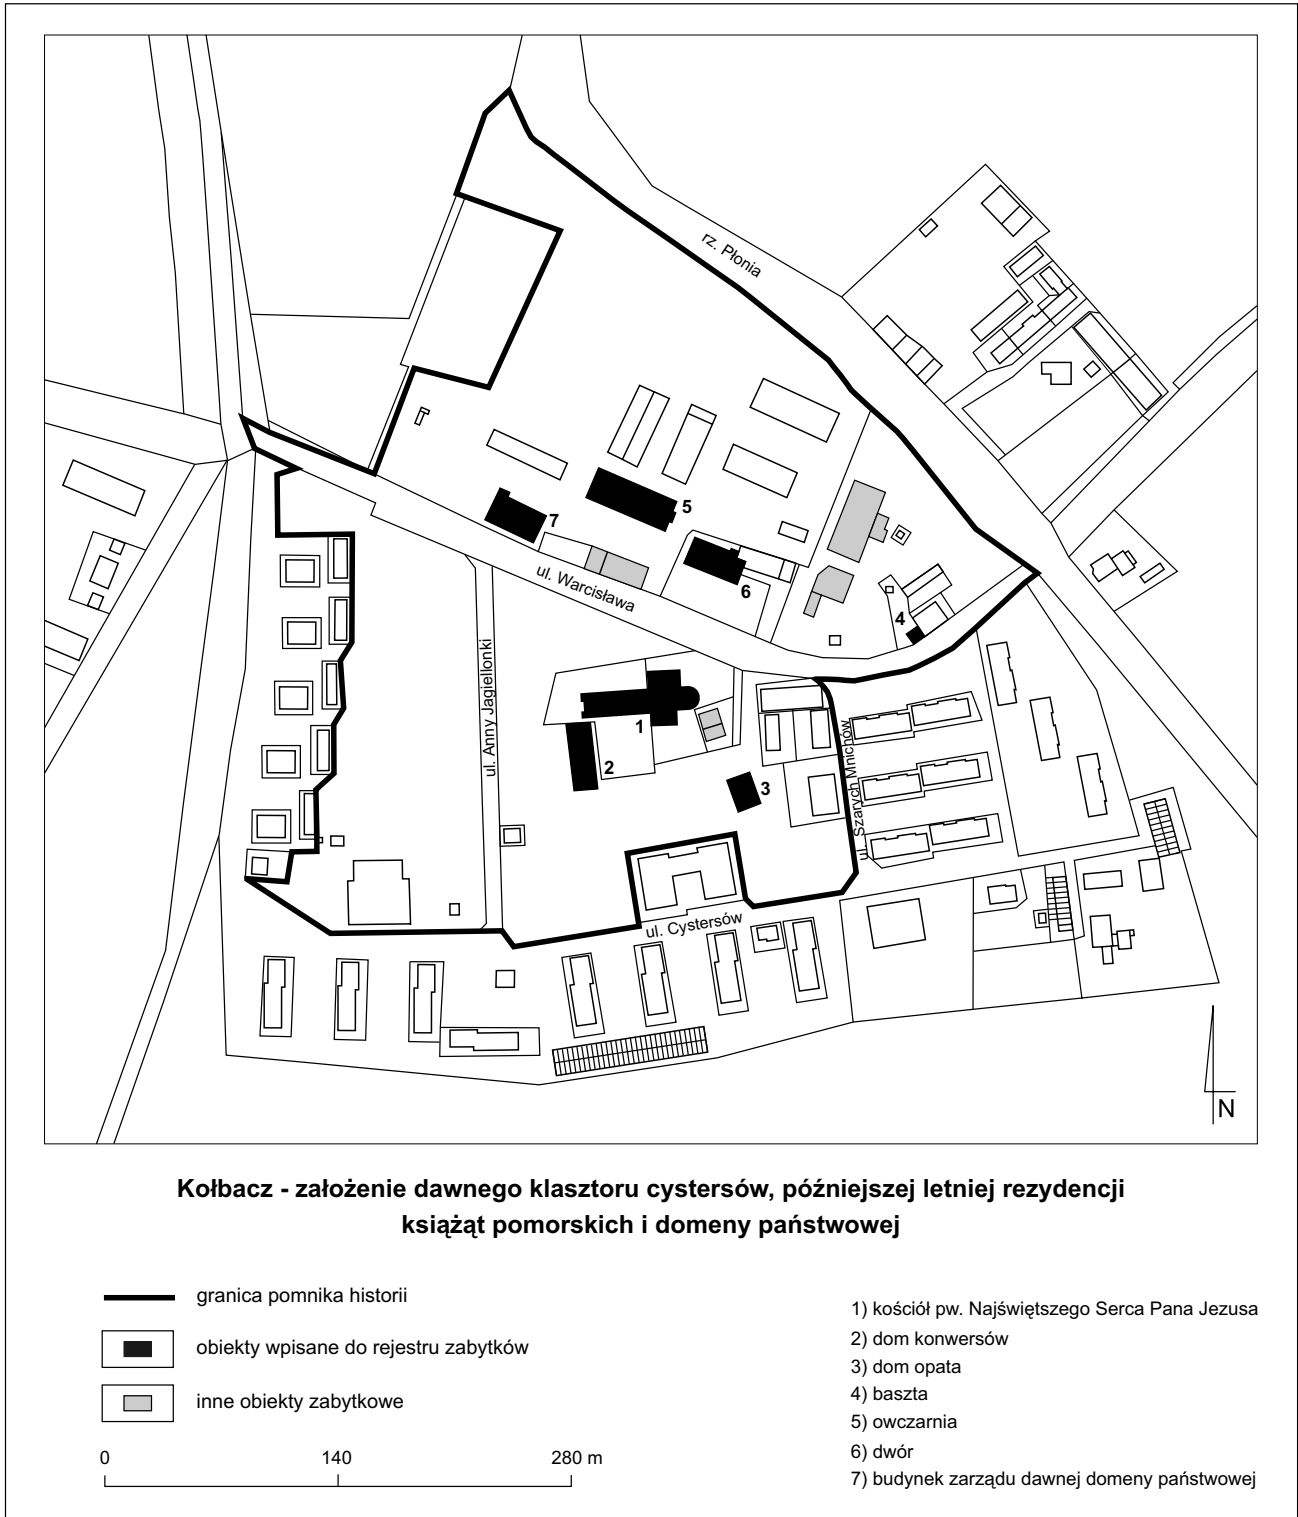 rz. Płonia
5
7
ul. Warcisława
6
4
ul. Anny Jagiellonki
1
2
3
ul. Szarych Mnichów
ul. Cystersów
N
Kołbacz - założenie dawnego klasztoru cystersów, późniejszej letniej rezydencji
książąt pomorskich i domeny państwowej
granica pomnika historii
obiekty wpisane do rejestru zabytków
inne obiekty zabytkowe
0 140 280 m
1) kościół pw. Najświętszego Serca Pana Jezusa
2) dom konwersów
3) dom opata
4) baszta
5) owczarnia
6) dwór
7) budynek zarządu dawnej domeny państwowej